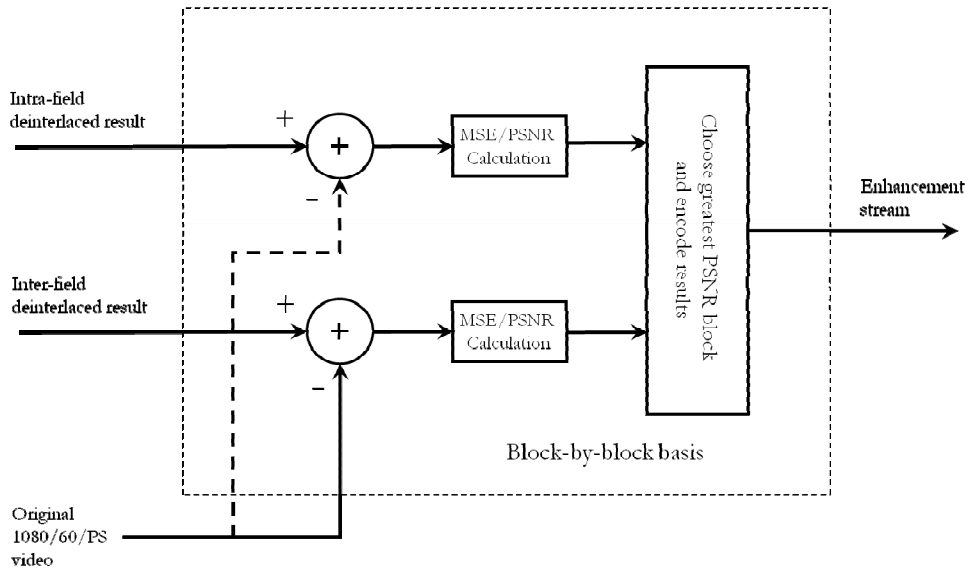 Intra-field
deinterlaced result
+
+
−
MSE/PSNR
Calculation
Choose greatest PSNR block
and encode results
Enhancement
stream
Inter-field
deinterlaced result
+
+
−
MSE/PSNR
Calculation
Block-by-block basis
Original
1080/60/PS
video